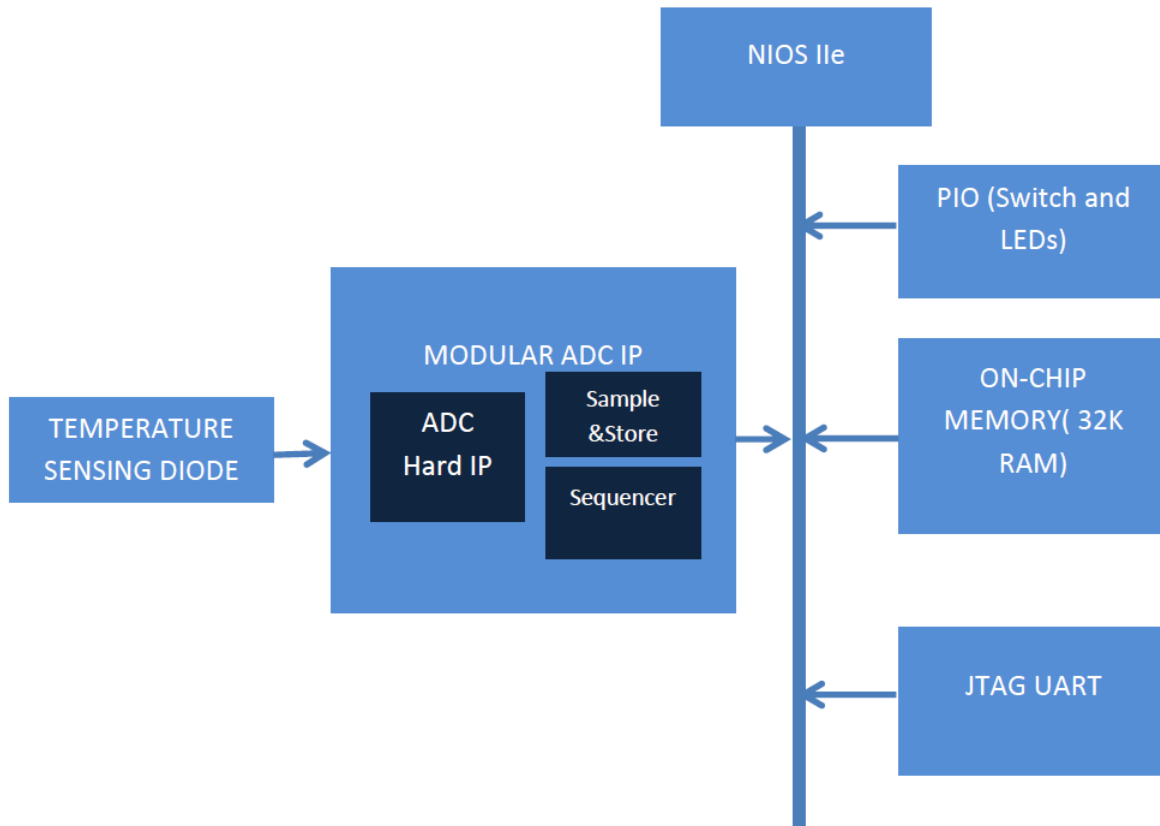 NIOS IIe
PIO (Switch and
LEDs)
MODULAR ADC IP
ADC
Hard IP
Sample
&Store
Sequencer
TEMPERATURE
SENSING DIODE
ON-CHIP
MEMORY( 32K
RAM)
JTAG UART